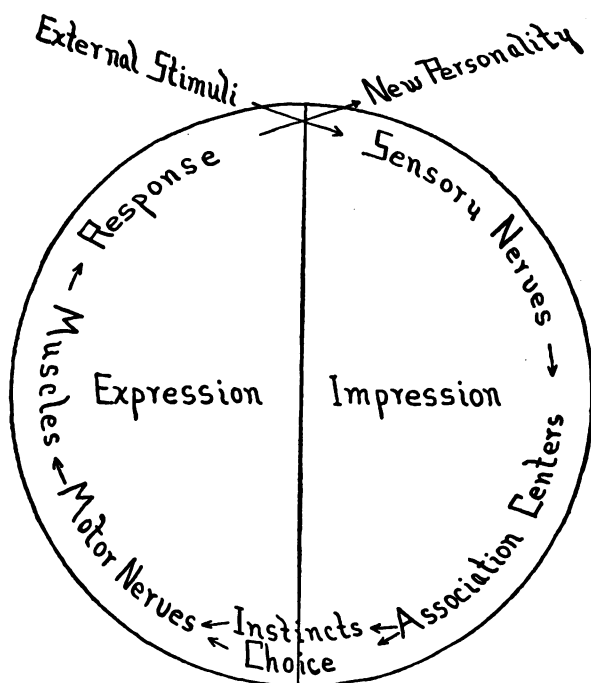 External Stimuli
New Personality
Sensory Nerves
Association Centers
Instincts
Choice
Motor Nerves
Muscles
Response
Expression
Impression